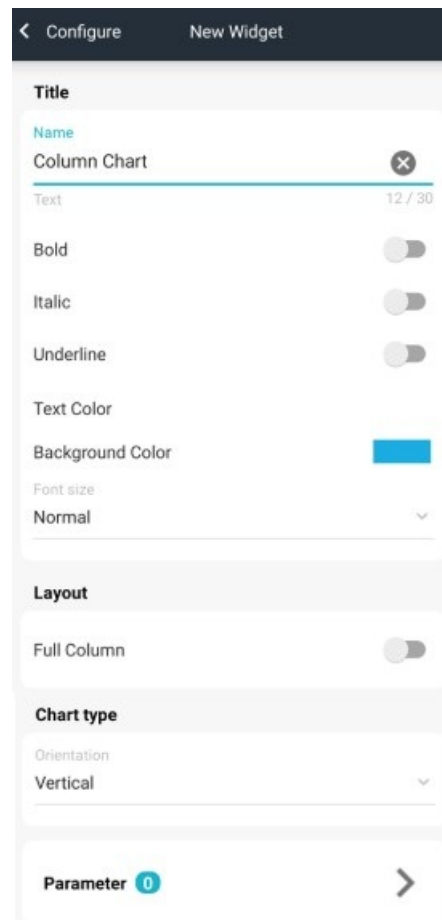 Configure New Widget
Title
Name
Column Chart
Text 12 / 30
Bold
Italic
Underline
Text Color
Background Color
Font size
Normal
Layout
Full Column
Chart type
Orientation
Vertical
Parameter 0